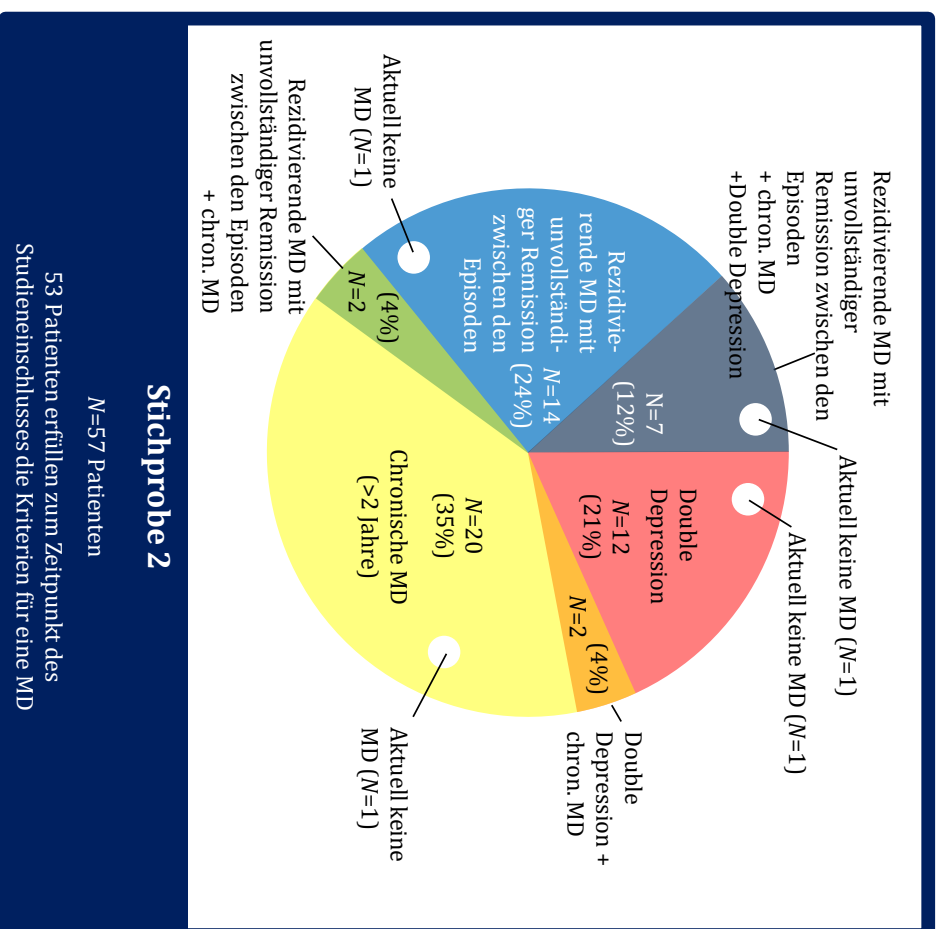 Rezidivierende MD mit
unvollständiger
Remission zwischen den
Episoden
+ chron. MD
+Double Depression
Aktuell keine MD (N=1)
Aktuell keine MD (N=1)
N=7
(12%)
Double
Depression
N=12
(21%)
Double
Depression +
chron. MD
(4%)
N=2
Rezidivie-
rende MD mit
unvollständi-
ger Remission
zwischen den
Episoden
N=14
(24%)
N=20
(35%)
Chronische MD
(>2 Jahre)
Aktuell keine
MD (N=1)
Aktuell keine
MD (N=1)
(4%)
N=2
Rezidivierende MD mit
unvollständiger Remission
zwischen den Episoden
+ chron. MD
Stichprobe 2
N=57 Patienten
53 Patienten erfüllen zum Zeitpunkt des
Studieneinschlusses die Kriterien für eine MD